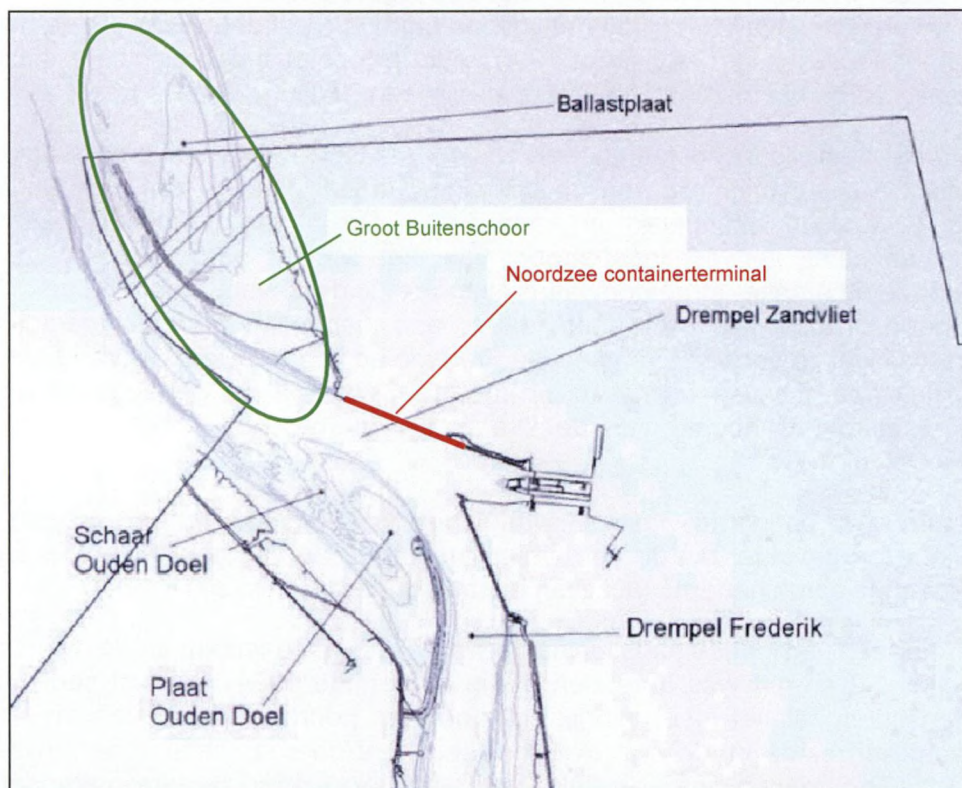 Ballastplaat
Groot Buitenschoor
Noordzee containerterminal
Drempel Zandvliet
Schaar
Ouden Doel
Drempel Frederik
Plaat
Ouden Doel